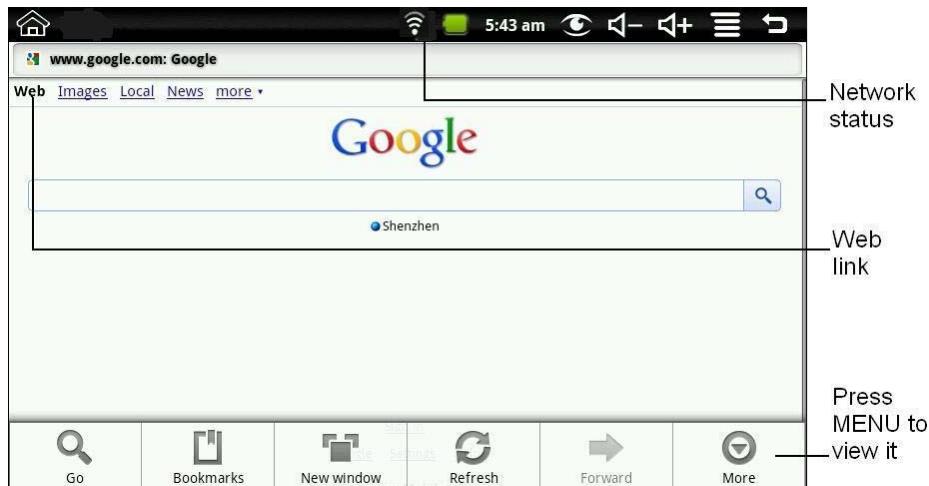 5:43 am
www.google.com: Google
Web Images Local News more
Network
status
Google
Shenzhen
Web
link
Press
MENU to
view it
Go Bookmarks New window Refresh Forward More